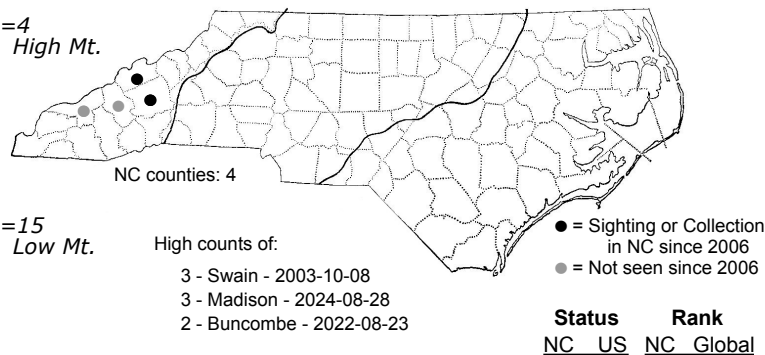 =4
High Mt.
NC counties: 4
=15
Low Mt.
High counts of:
3 - Swain - 2003-10-08
3 - Madison - 2024-08-28
2 - Buncombe - 2022-08-23
= Sighting or Collection
in NC since 2006
= Not seen since 2006
Status Rank
NC US NC Global